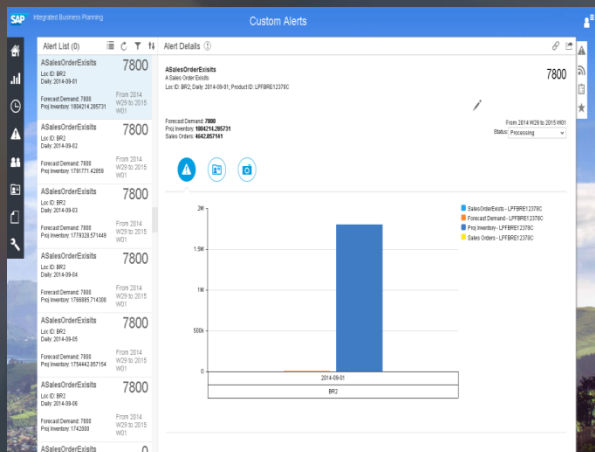 SAP
Integrated Business Planning
Custom Alerts
Alert List (0)
ASalesOrderExisits
7800
Loc ID: BR2
Daily: 2014-09-01
Forecast Demand: 7800
Proj Inventory: 1804214.285731
From 2014
W29 to 2015
W01
ASalesOrderExisits
7800
Loc ID: BR2
Daily: 2014-09-02
Forecast Demand: 7800
Proj Inventory: 1791771.42859
From 2014
W29 to 2015
W01
ASalesOrderExisits
7800
Loc ID: BR2
Daily: 2014-09-03
Forecast Demand: 7800
Proj Inventory: 1779328.571449
From 2014
W29 to 2015
W01
ASalesOrderExisits
7800
Loc ID: BR2
Daily: 2014-09-04
Forecast Demand: 7800
Proj Inventory: 1766885.714308
From 2014
W29 to 2015
W01
ASalesOrderExisits
7800
Loc ID: BR2
Daily: 2014-09-05
Forecast Demand: 7800
Proj Inventory: 1754442.857154
From 2014
W29 to 2015
W01
ASalesOrderExisits
7800
Loc ID: BR2
Daily: 2014-09-06
Forecast Demand: 7800
Proj Inventory: 1742000
From 2014
W29 to 2015
W01
ASalesOrderExisits
Alert Details
ASalesOrderExisits
7800
A Sales Order Exists
Loc ID: BR2, Daily: 2014-09-01, Product ID: LPFBRE12378C
Forecast Demand: 7800
Proj Inventory: 1804214.285731
Sales Orders: 4642.857141
From 2014 W29 to 2015 W01
Status: Processing
2M
1.5M
1M
500k
0
2014-09-01
BR2
SalesOrderExists - LPFBRE12378C
Forecast Demand - LPFBRE12378C
Proj Inventory - LPFBRE12378C
Sales Orders - LPFBRE12378C